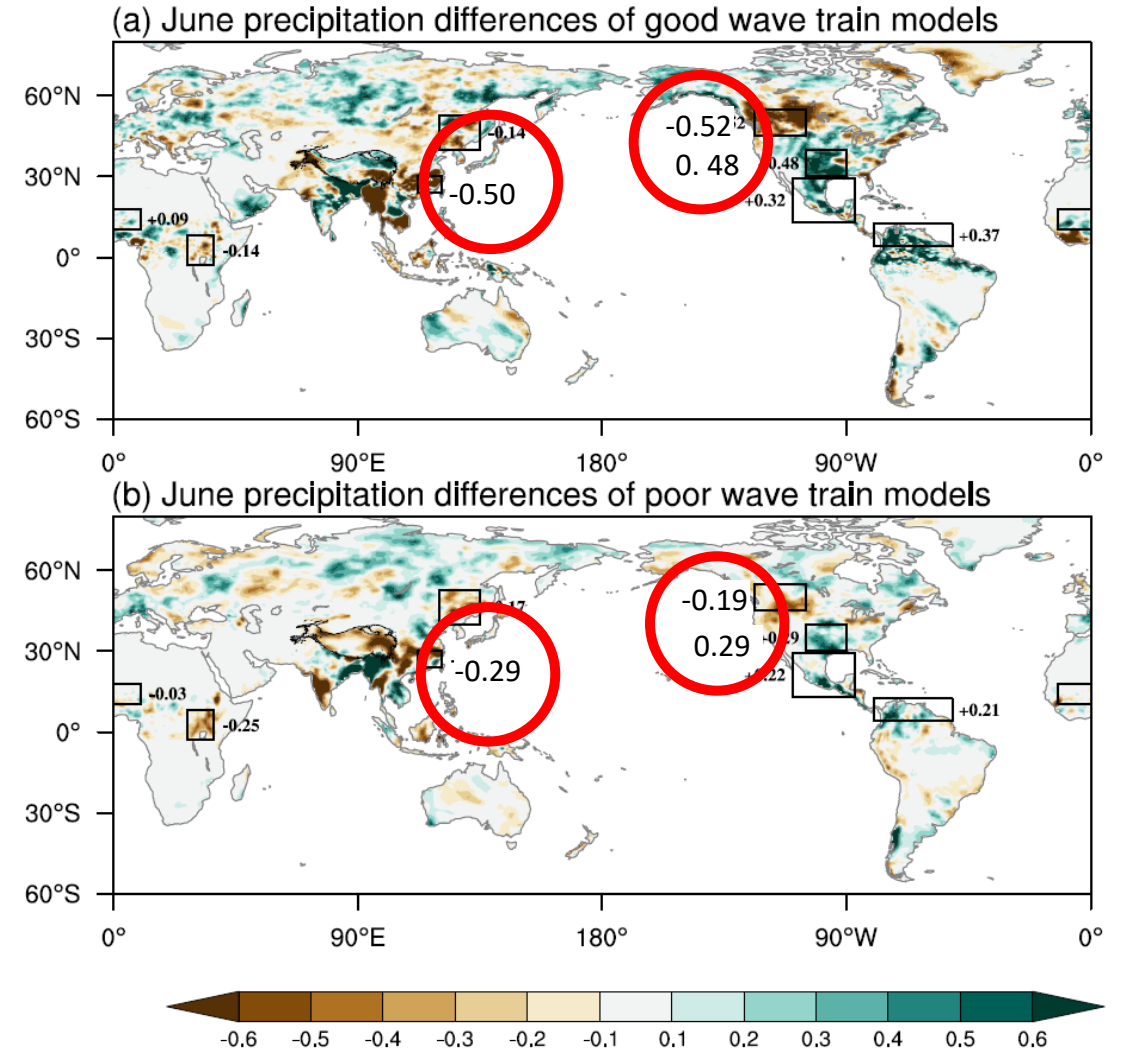 (a) June precipitation differences of good wave train models
60°N
30°N
0°
30°S
60°S
-0.14
-0.50
+0.09
-0.14
-0.52
0. 48
+0.32
+0.37
0°
90°E
180°
90°W
0°
(b) June precipitation differences of poor wave train models
60°N
30°N
0°
30°S
60°S
-0.29
-0.03
-0.25
-0.19
0.29
+0.21
0°
90°E
180°
90°W
0°
-0.6 -0.5 -0.4 -0.3 -0.2 -0.1 0.1 0.2 0.3 0.4 0.5 0.6